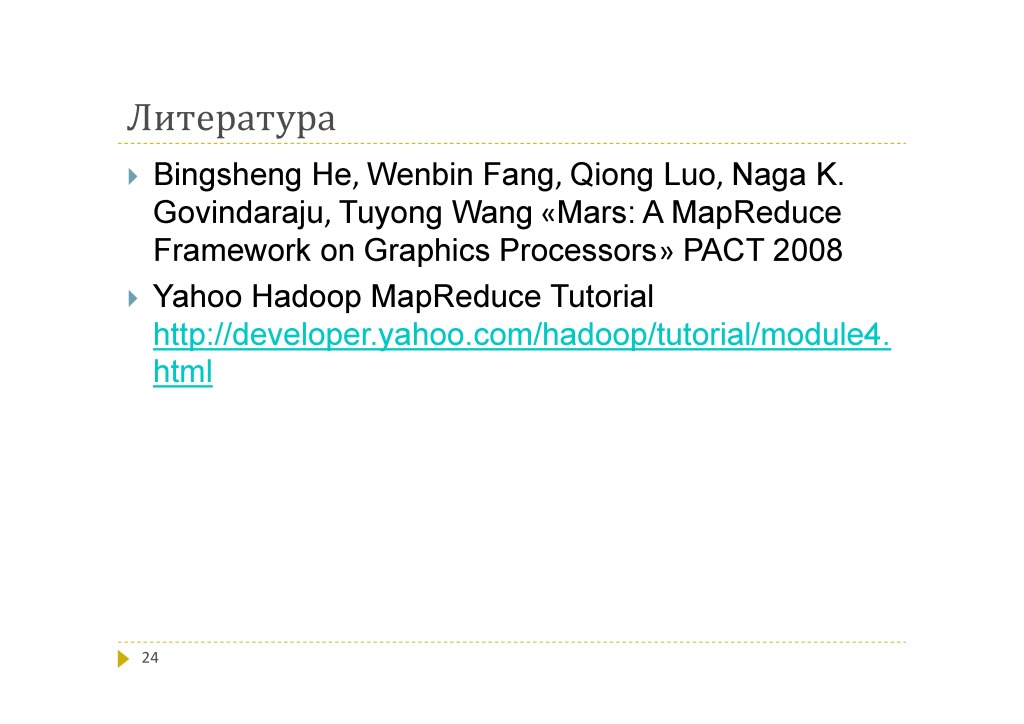 Литература
Bingsheng He, Wenbin Fang, Qiong Luo, Naga K.
Govindaraju, Tuyong Wang «Mars: A MapReduce
Framework on Graphics Processors» PACT 2008
Yahoo Hadoop MapReduce Tutorial
http://developer.yahoo.com/hadoop/tutorial/module4.
html
24